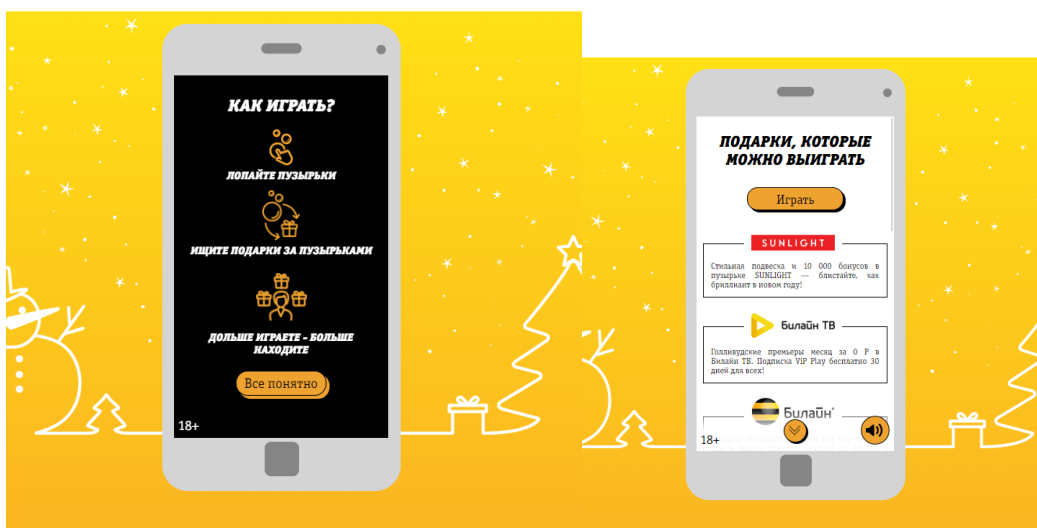 КАК ИГРАТЬ?
ЛОПАЙТЕ ПУЗЫРЬКИ
ИЩИТЕ ПОДАРКИ ЗА ПУЗЫРЬКАМИ
ДОЛЬШЕ ИГРАЕТЕ - БОЛЬШЕ
НАХОДИТЕ
Все понятно
18+
ПОДАРКИ, КОТОРЫЕ
МОЖНО ВЫИГРАТЬ
Играть
SUNLIGHT
Стильная подвеска и 10 000 бонусов в
пузырьке SUNLIGHT — блистайте, как
бриллиант в новом году!
Билайн ТВ
Голливудские премьеры месяц за 0 Р в
Билайн ТВ. Подписка ViP Play бесплатно 30
дней для всех!
Билайн
18+